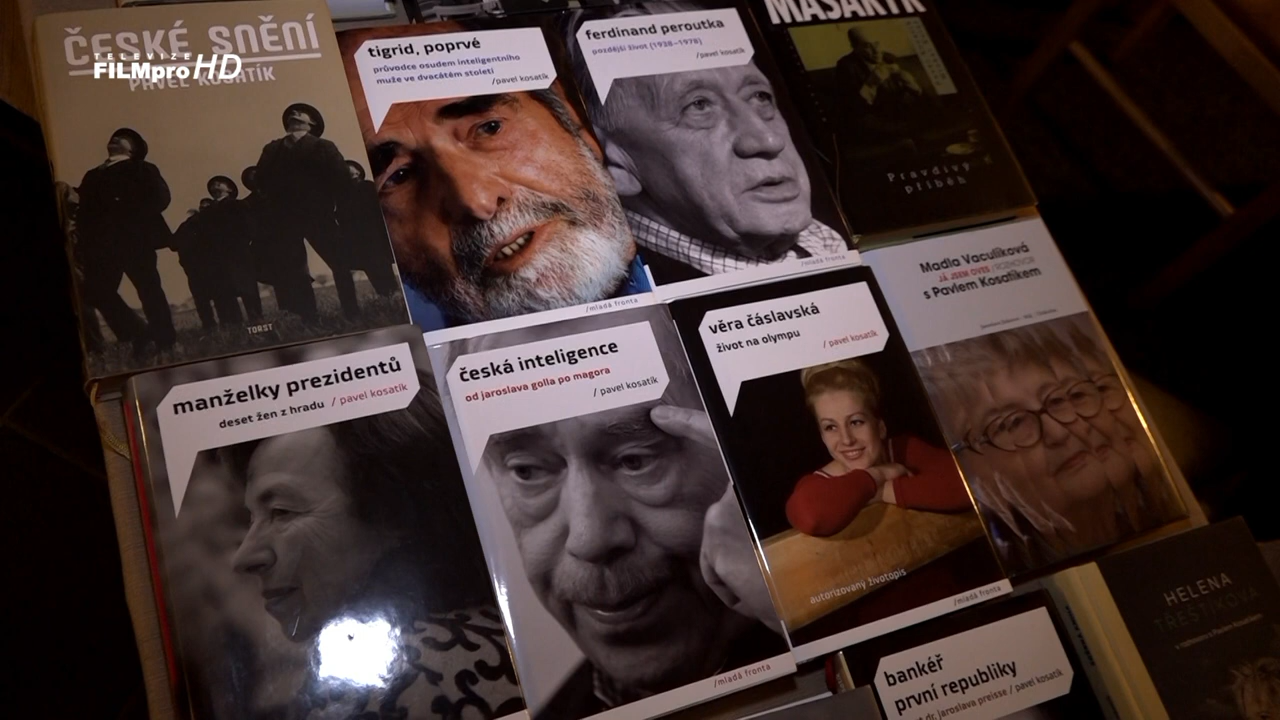 ČESKÉ SNĚNÍ
PAVEL KOSATÍK
TELEVIZE
FILMpro HD
TORST
tigrid, poprvé
průvodce osudem inteligentního
muže ve dvacátém století
/pavel kosatík
/mladá fronta
ferdinand peroutka
pozdější život (1938–1978)
/pavel kosatík
/mladá fronta
MASARYK
Pravdivý
příběh
manželky prezidentů
deset žen z hradu / pavel kosatík
česká inteligence
od jaroslava golla po magora
/ pavel kosatík
/mladá fronta
věra čáslavská
život na olympu
/ pavel kosatík
autorizovaný životopis
/mladá fronta
Madla Vaculíková
JÁ JSEM OVES / ROZHOVOR
s Pavlem Kosatíkem
bankéř
první republiky
dr. jaroslava preisse / pavel kosatík
HELENA
TŘEŠTÍKOVÁ